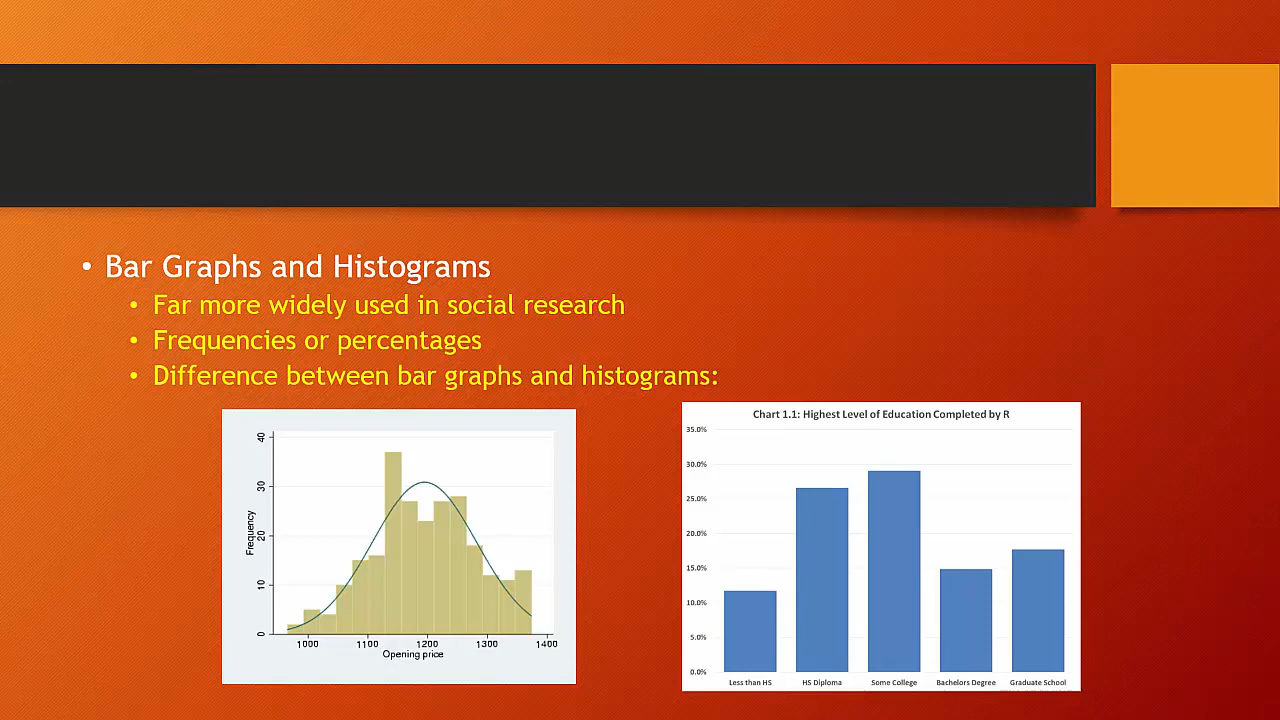 • Bar Graphs and Histograms
• Far more widely used in social research
• Frequencies or percentages
• Difference between bar graphs and histograms:
40
30
20
10
0
Frequency
1000 1100 1200 1300 1400
Opening price
Chart 1.1: Highest Level of Education Completed by R
35.0%
30.0%
25.0%
20.0%
15.0%
10.0%
5.0%
0.0%
Less than HS HS Diploma Some College Bachelors Degree Graduate School